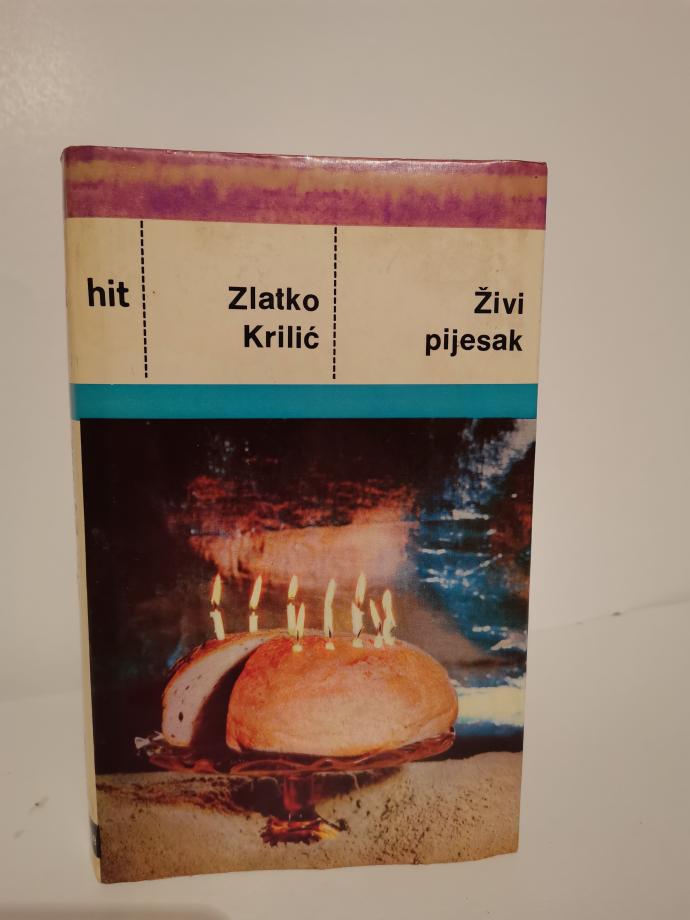 hit
Zlatko
Krilić
Živi
pijesak